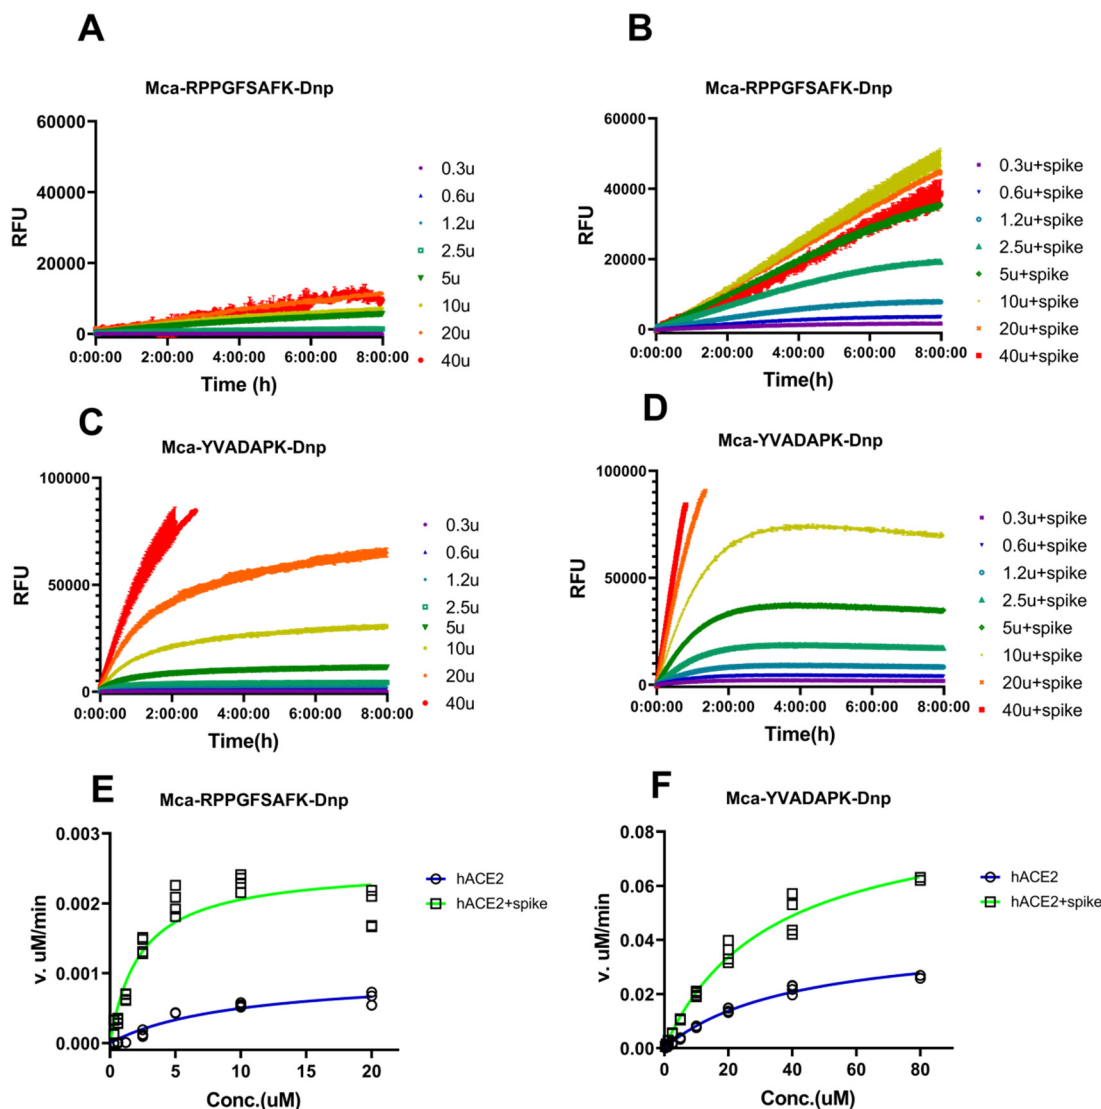 A
Mca-RPPGFSAFK-Dnp
60000
40000
20000
0
RFU
0:00:00 2:00:00 4:00:00 6:00:00 8:00:00
Time (h)
0.3u
0.6u
1.2u
2.5u
5u
10u
20u
40u
B
Mca-RPPGFSAFK-Dnp
60000
40000
20000
0
RFU
0:00:00 2:00:00 4:00:00 6:00:00 8:00:00
Time(h)
0.3u+spike
0.6u+spike
1.2u+spike
2.5u+spike
5u+spike
10u+spike
20u+spike
40u+spike
C
Mca-YVADAPK-Dnp
100000
50000
0
RFU
0:00:00 2:00:00 4:00:00 6:00:00 8:00:00
Time(h)
0.3u
0.6u
1.2u
2.5u
5u
10u
20u
40u
D
Mca-YVADAPK-Dnp
100000
50000
0
RFU
0:00:00 2:00:00 4:00:00 6:00:00 8:00:00
Time(h)
0.3u+spike
0.6u+spike
1.2u+spike
2.5u+spike
5u+spike
10u+spike
20u+spike
40u+spike
E
Mca-RPPGFSAFK-Dnp
0.003
0.002
0.001
0.000
v. uM/min
0 5 10 15 20
Conc.(uM)
hACE2
hACE2+spike
F
Mca-YVADAPK-Dnp
0.08
0.06
0.04
0.02
0.00
v. uM/min
0 20 40 60 80
Conc.(uM)
hACE2
hACE2+spike